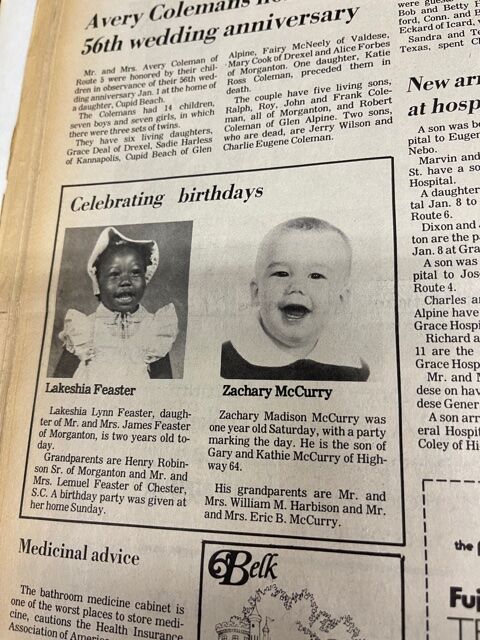 Avery Colemans
56th wedding anniversary
Mr. and Mrs. Avery Coleman of
Route 5 were honored by their chil-
dren in observance of their 56th wed-
ding anniversary Jan. 1 at the home of
a daughter, Cupid Beach.
The Colemans had 14 children,
seven boys and seven girls, in which
there were three sets of twins.
They have six living daughters,
Grace Deal of Drexel, Sadie Harless
of Kannapolis, Cupid Beach of Glen
Alpine, Fairy McNeely of Valdese,
Mary Cook of Drexel and Alice Forbes
of Morganton. One daughter, Katie
Ross Coleman, preceded them in
death.
The couple have five living sons,
Ralph, Roy, John and Frank Cole-
man, all of Morganton, and Robert
Coleman of Glen Alpine. Two sons,
who are dead, are Jerry Wilson and
Charlie Eugene Coleman.
Bob and Betty
ford, Conn. and
Eckard of Icard,
Sandra and
Texas, spent
New
at hosp
A son was
pital to Eugen
Nebo.
Marvin and
St. have a so
Hospital.
A daughter
tal Jan. 8 to
Route 6.
Dixon and
ton are the p
Jan. 8 at Gra
A son was
pital to Jos
Route 4.
Charles a
Alpine have
Grace Hospi
Richard a
11 are the
Grace Hosp
Mr. and
dese on hav
dese Gener
A son arr
eral Hospit
Coley of Hi
Celebrating birthdays
Lakeshia Feaster
Lakeshia Lynn Feaster, daugh-
ter of Mr. and Mrs. James Feaster
of Morganton, is two years old to-
day.
Grandparents are Henry Robin-
son Sr. of Morganton and Mr. and
Mrs. Lemuel Feaster of Chester,
S.C. A birthday party was given at
her home Sunday.
Zachary McCurry
Zachary Madison McCurry was
one year old Saturday, with a party
marking the day. He is the son of
Gary and Kathie McCurry of High-
way 64.
His grandparents are Mr. and
Mrs. William M. Harbison and Mr.
and Mrs. Eric B. McCurry.
Medicinal advice
The bathroom medicine cabinet is
one of the worst places to store medi-
cine, cautions the Health Insurance
Association of
Belk
the
Fuji